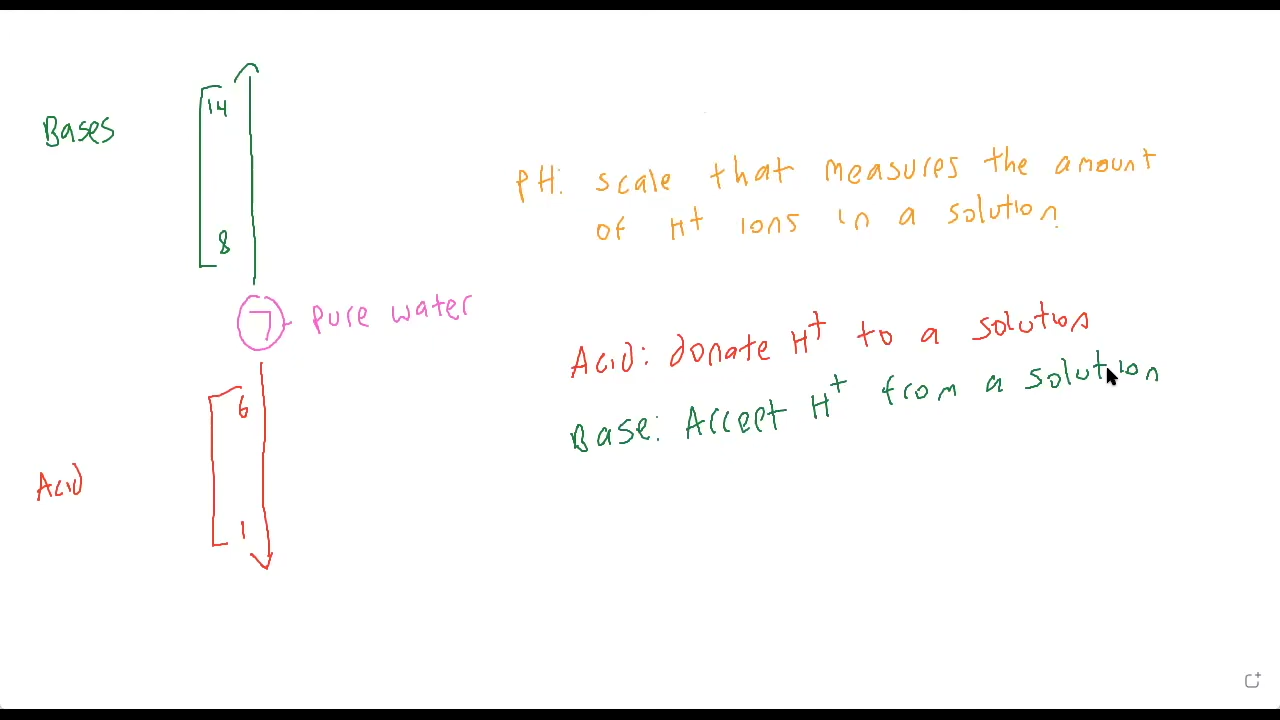 Bases
14
8
7 - Pure water
6
Acid
1
PH: scale that measures the amount
of H+ ions in a solution
Acid: donate H+ to a solution
Base: Accept H+ from a solution